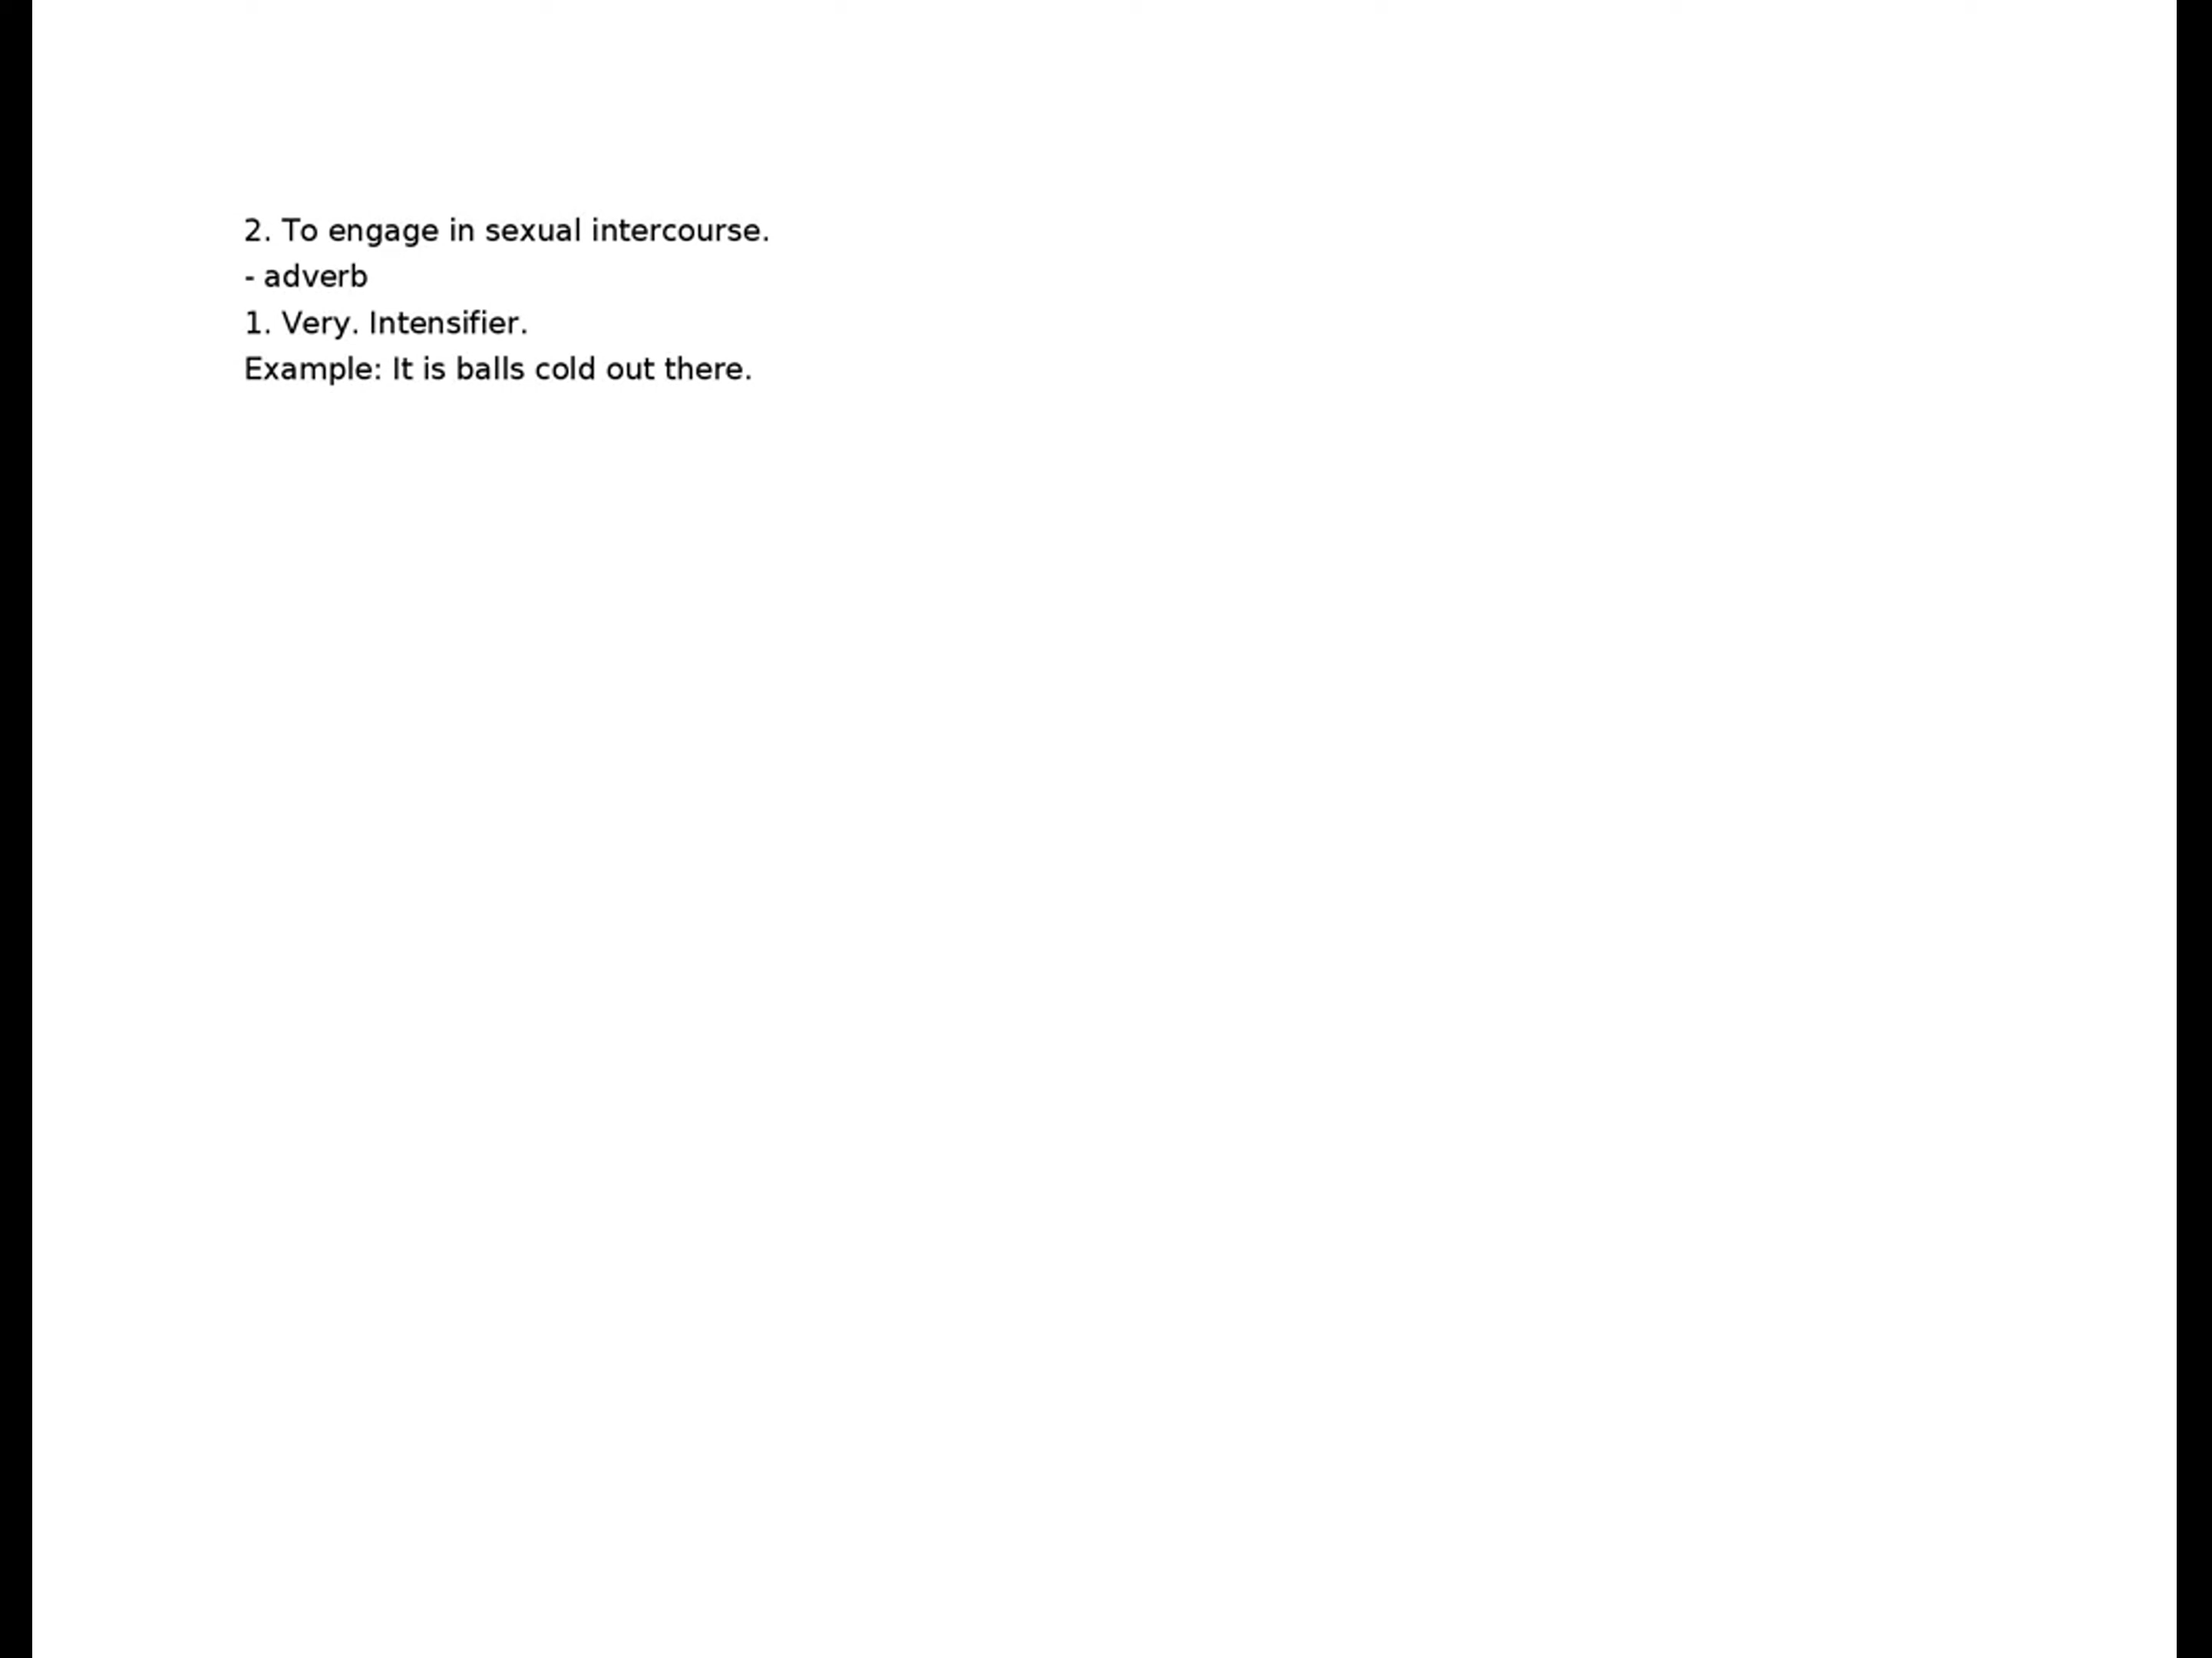 2. To engage in sexual intercourse.
- adverb
1. Very. Intensifier.
Example: It is balls cold out there.